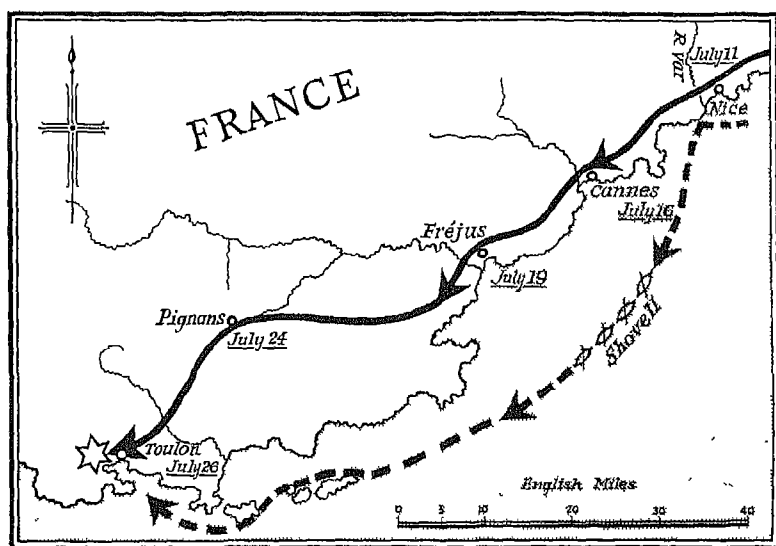 FRANCE
R. Var
July 11
Nice
Cannes
July 16
Fréjus
July 19
Pignans
July 24
Shovell
Toulon
July 26
English Miles
0 5 10 20 30 40